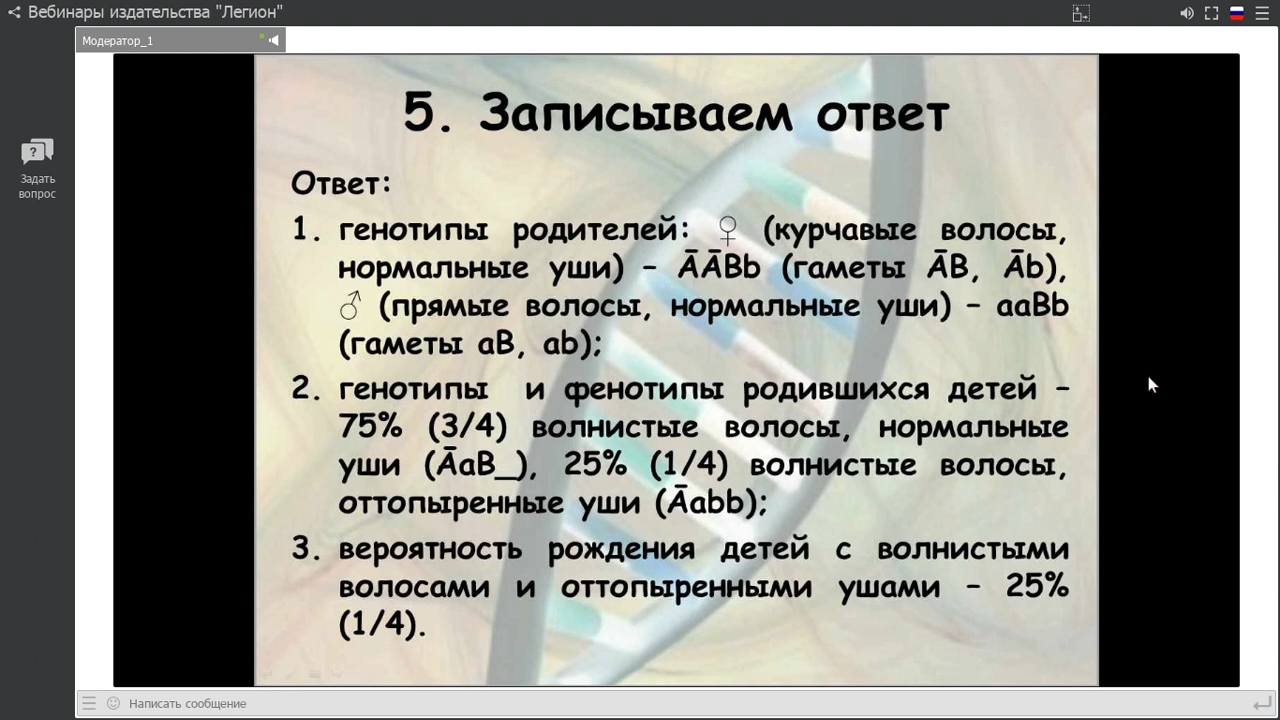 Вебинары издательства "Легион"
Модератор_1
Задать
вопрос
5. Записываем ответ
Ответ:
1. генотипы родителей: ♀ (курчавые волосы,
нормальные уши) – ĀĀBb (гаметы ĀB, Āb),
♂ (прямые волосы, нормальные уши) – aaBb
(гаметы aB, ab);
2. генотипы и фенотипы родившихся детей –
75% (3/4) волнистые волосы, нормальные
уши (ĀaB_), 25% (1/4) волнистые волосы,
оттопыренные уши (Āabb);
3. вероятность рождения детей с волнистыми
волосами и оттопыренными ушами – 25%
(1/4).
Написать сообщение